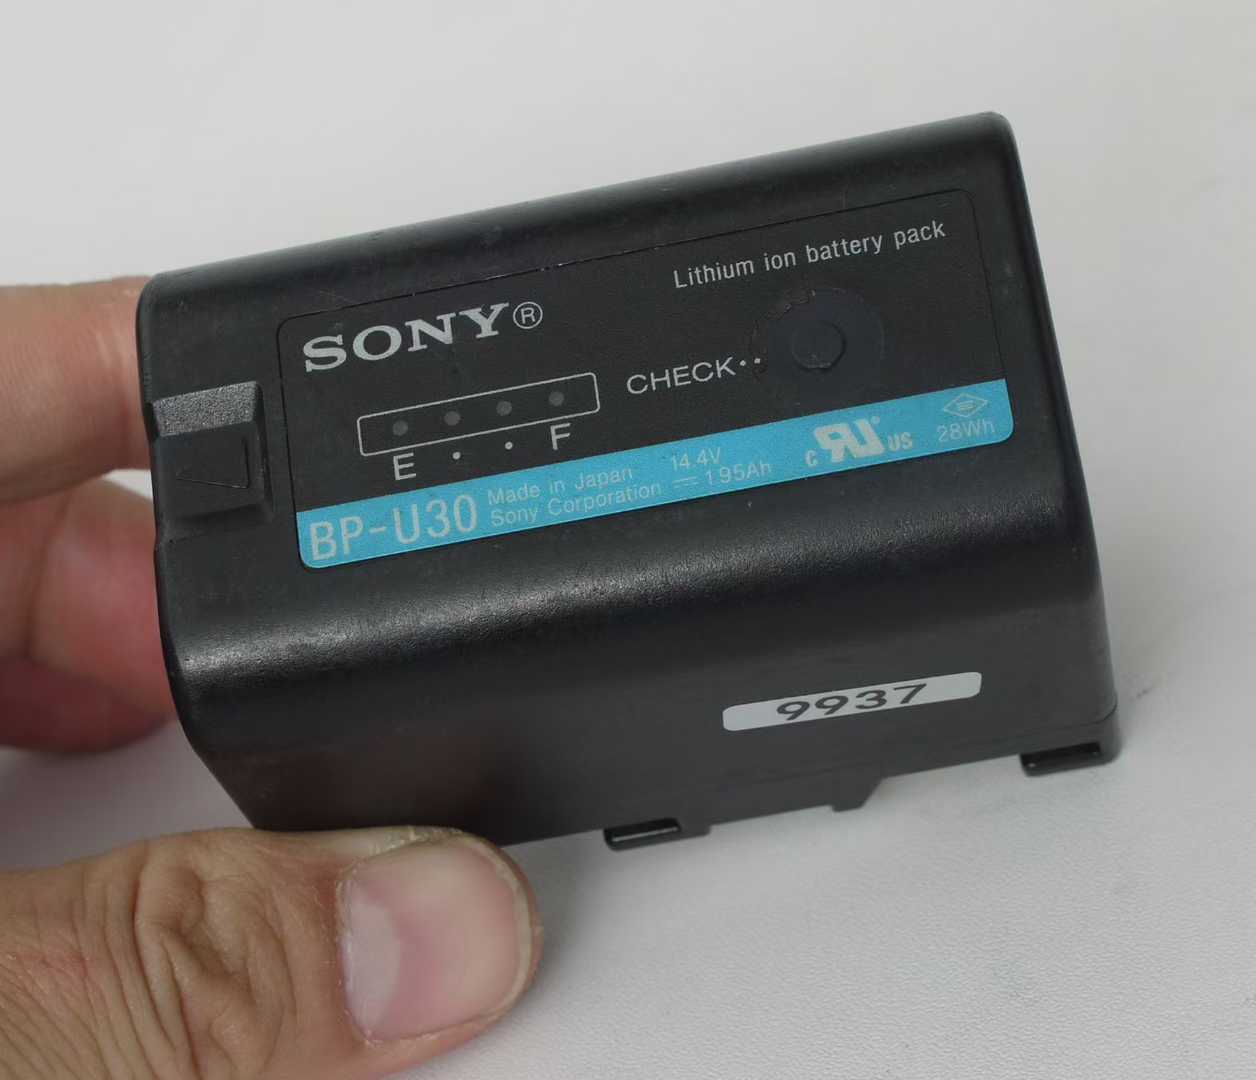 Lithium ion battery pack
SONY®
CHECK••
E • • F
BP-U30
Made in Japan
Sony Corporation
14.4V
1.95Ah
c RU US
28Wh
9937